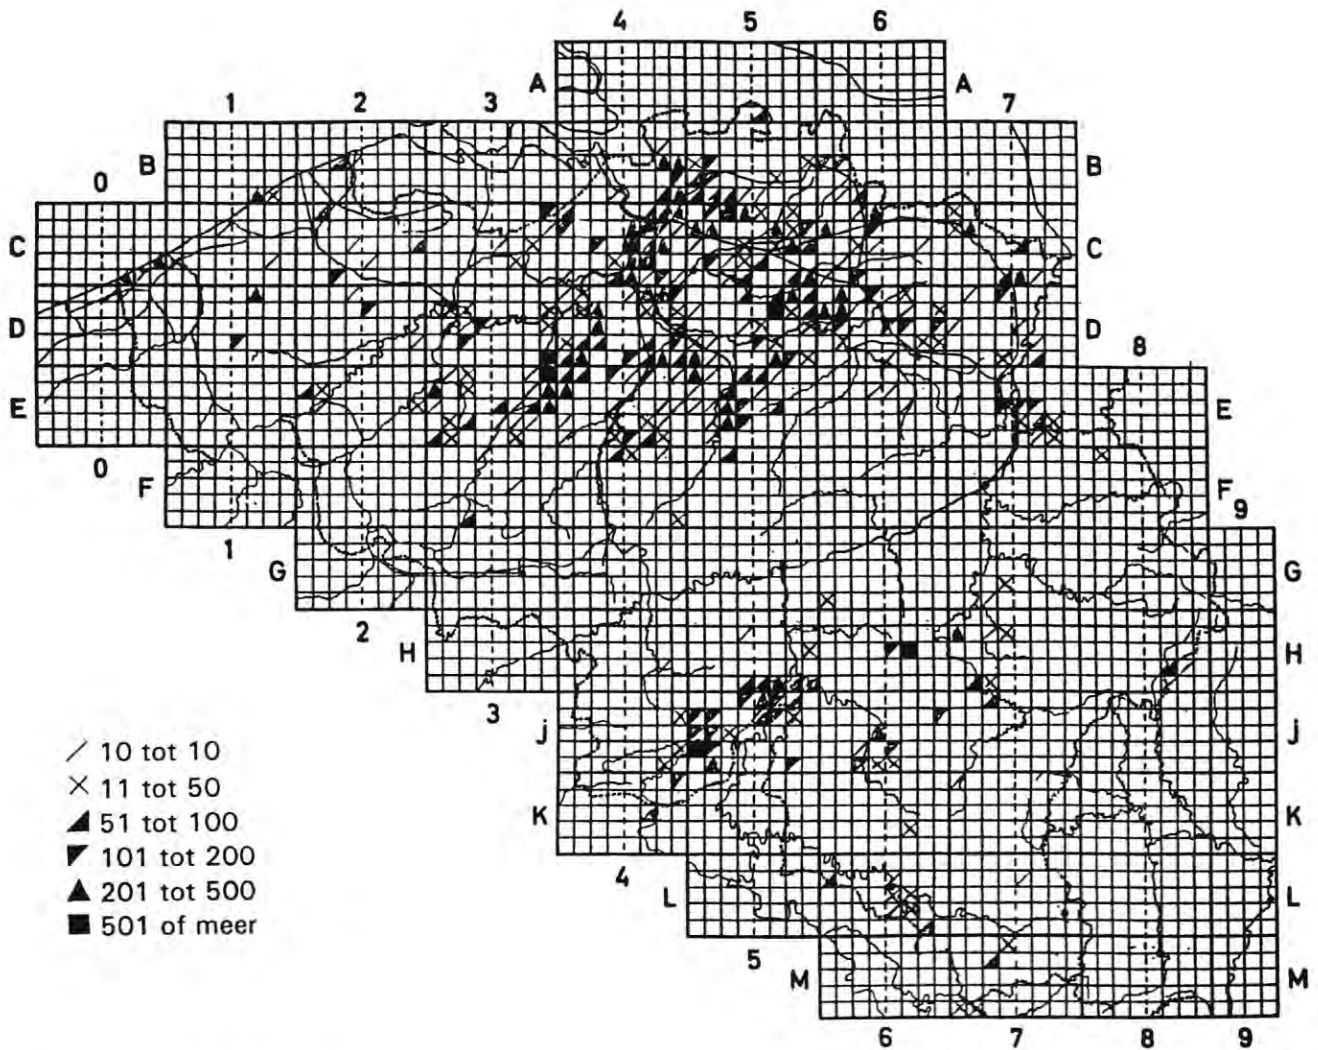 4 5 6
A A
1 2 3 7
B B
0
C C
D D
8
E E
0
F F
9
1
G G
2
H H
3
J J
K K
4
L L
5
M M
6 7 8 9
/ 10 tot 10
× 11 tot 50
◢ 51 tot 100
◤ 101 tot 200
▲ 201 tot 500
■ 501 of meer